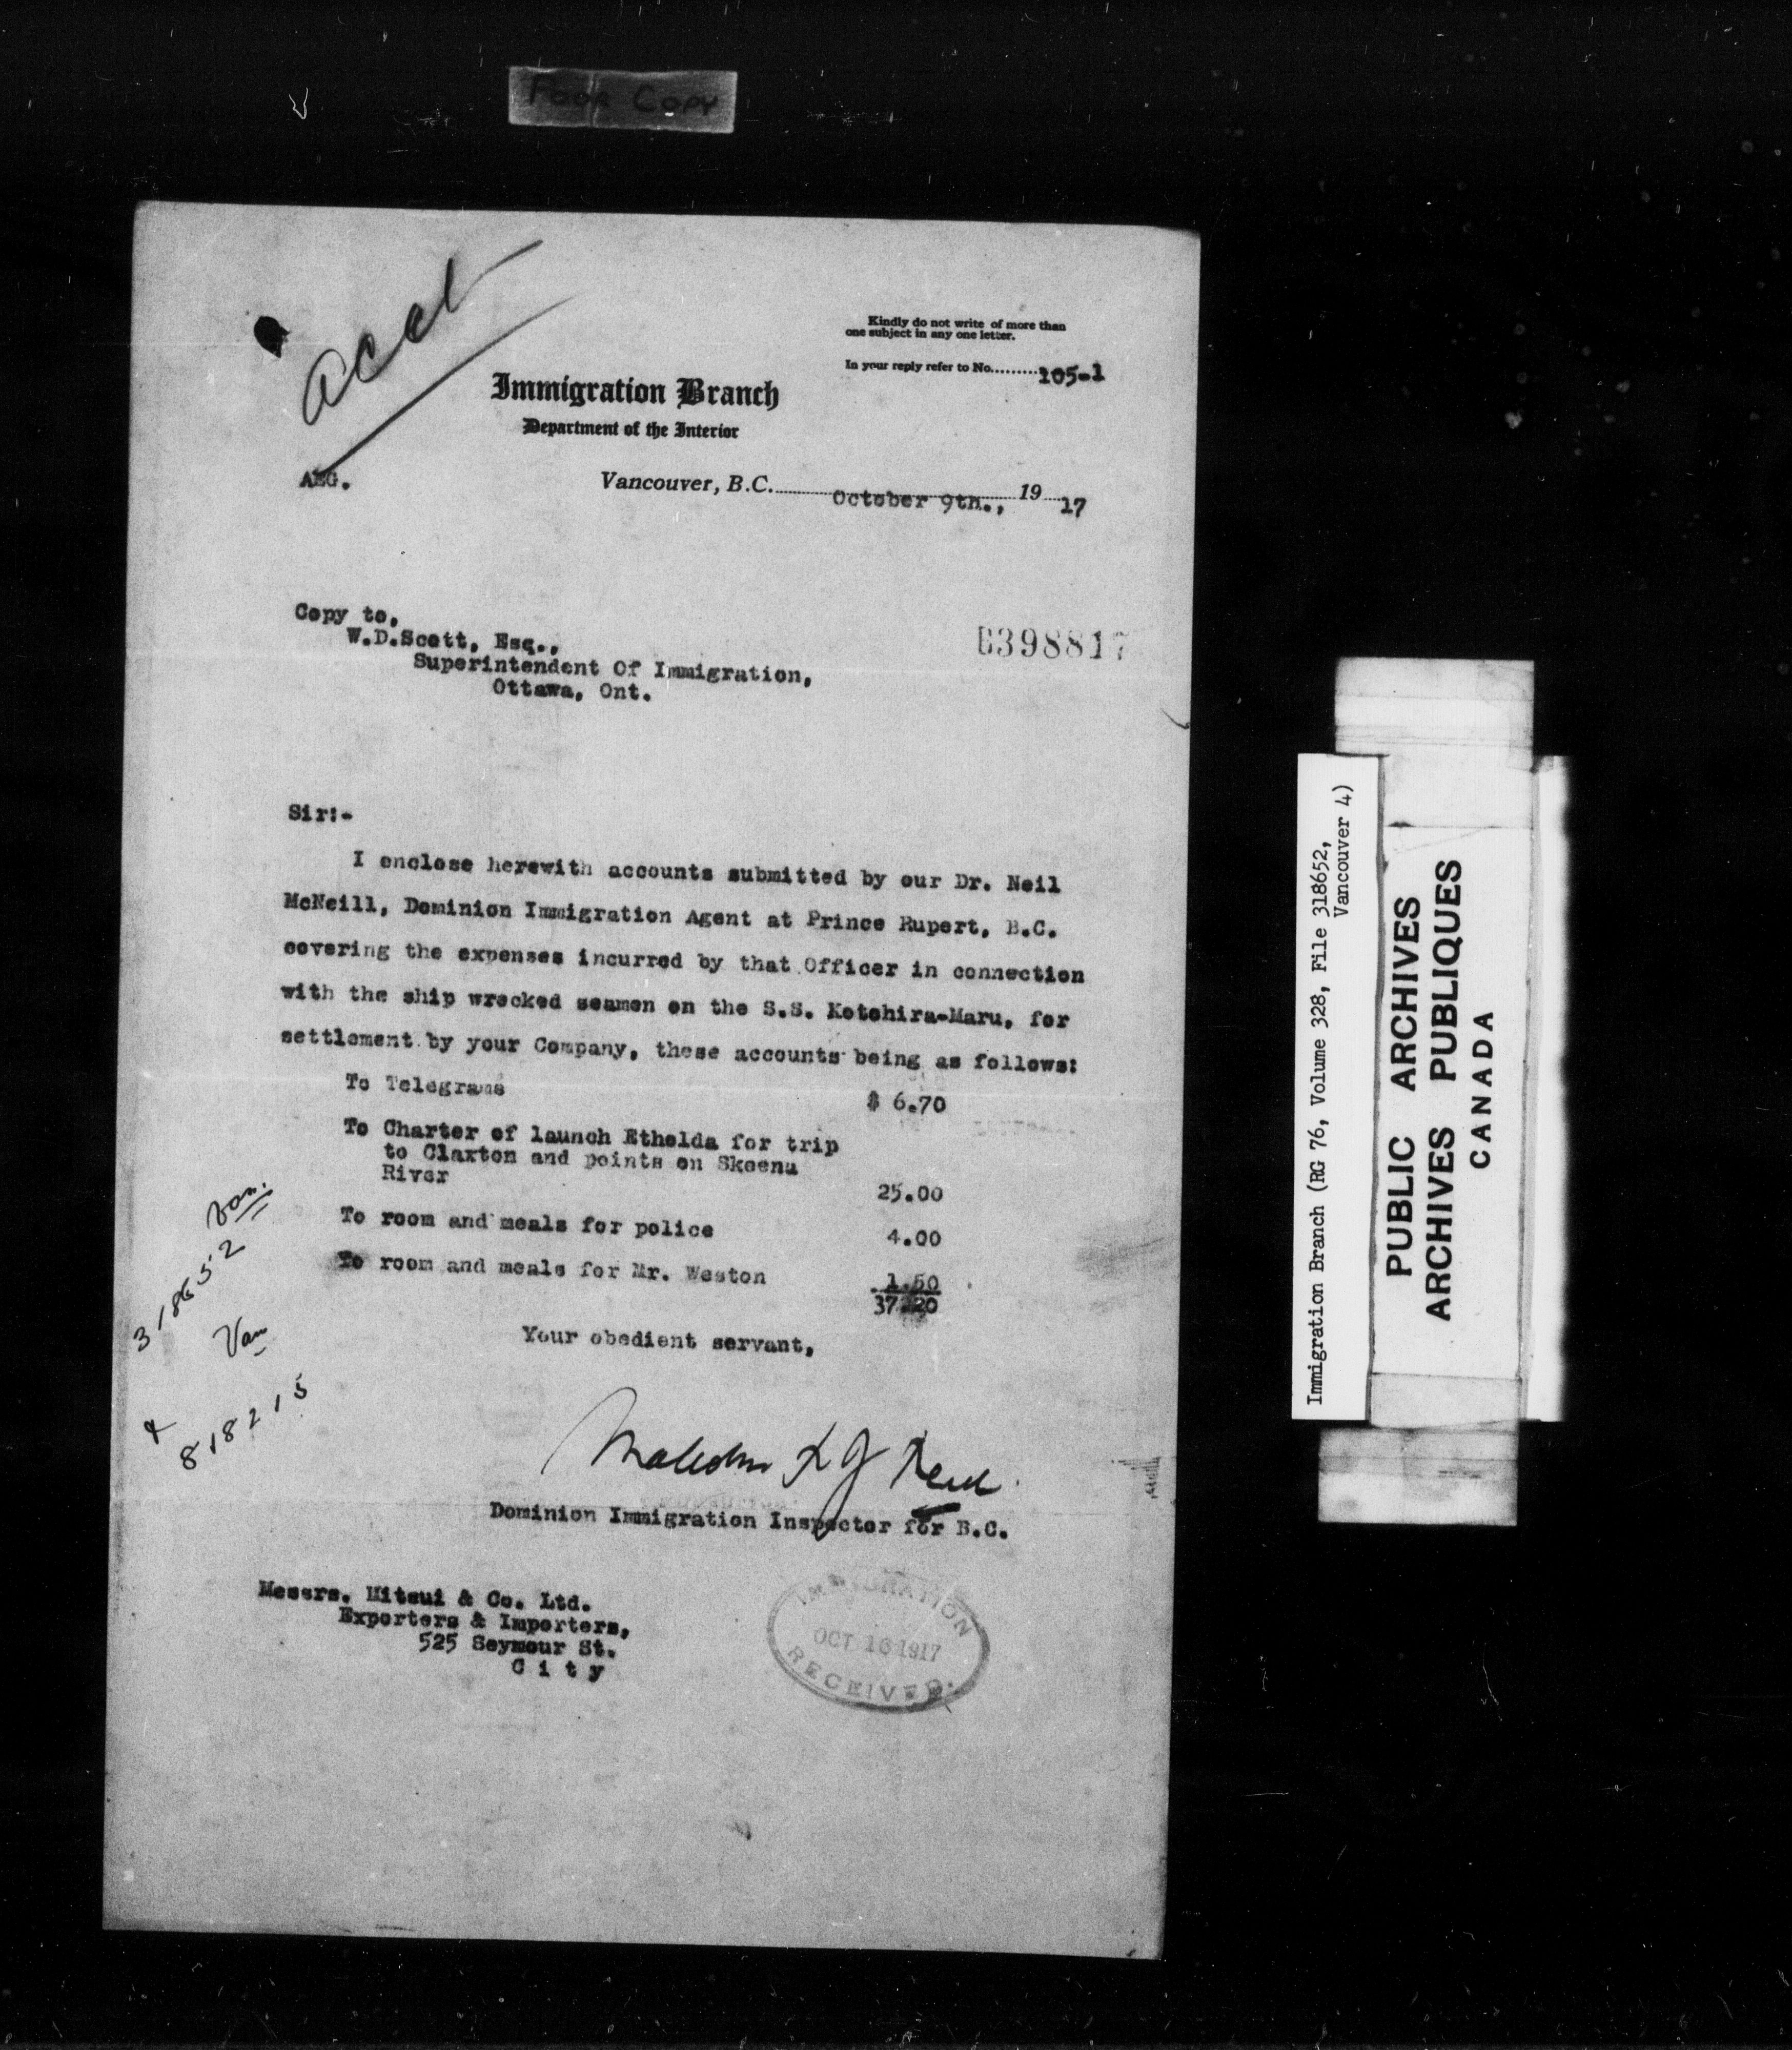 Poor Copy
Acct
Kindly do not write of more than
one subject in any one letter.
In your reply refer to No. 105-1
Immigration Branch
Department of the Interior
AEG.
Vancouver, B.C. October 9th., 1917
Copy to,
W.D.Scott, Esq.,
Superintendent Of Immigration,
Ottawa, Ont.
B398817
Sir:-
I enclose herewith accounts submitted by our Dr. Neil
McNeill, Dominion Immigration Agent at Prince Rupert, B.C.
covering the expenses incurred by that Officer in connection
with the ship wrecked seamen on the S.S. Kotohira-Maru, for
settlement by your Company, these accounts being as follows:
To Telegrams $ 6.70
To Charter of launch Ethelda for trip
to Claxton and points on Skeena
River 25.00
To room and meals for police 4.00
To room and meals for Mr. Weston 1.50
37.20
Your obedient servant,
Malcolm R J Reid
Dominion Immigration Inspector for B.C.
Messrs. Mitsui & Co. Ltd.
Exporters & Importers,
525 Seymour St.
City
318652 Van.
Van
& 818215
IMMIGRATION
OCT 16 1917
RECEIVED
Immigration Branch (RG 76, Volume 328, File 318652,
Vancouver 4)
PUBLIC ARCHIVES
ARCHIVES PUBLIQUES
CANADA